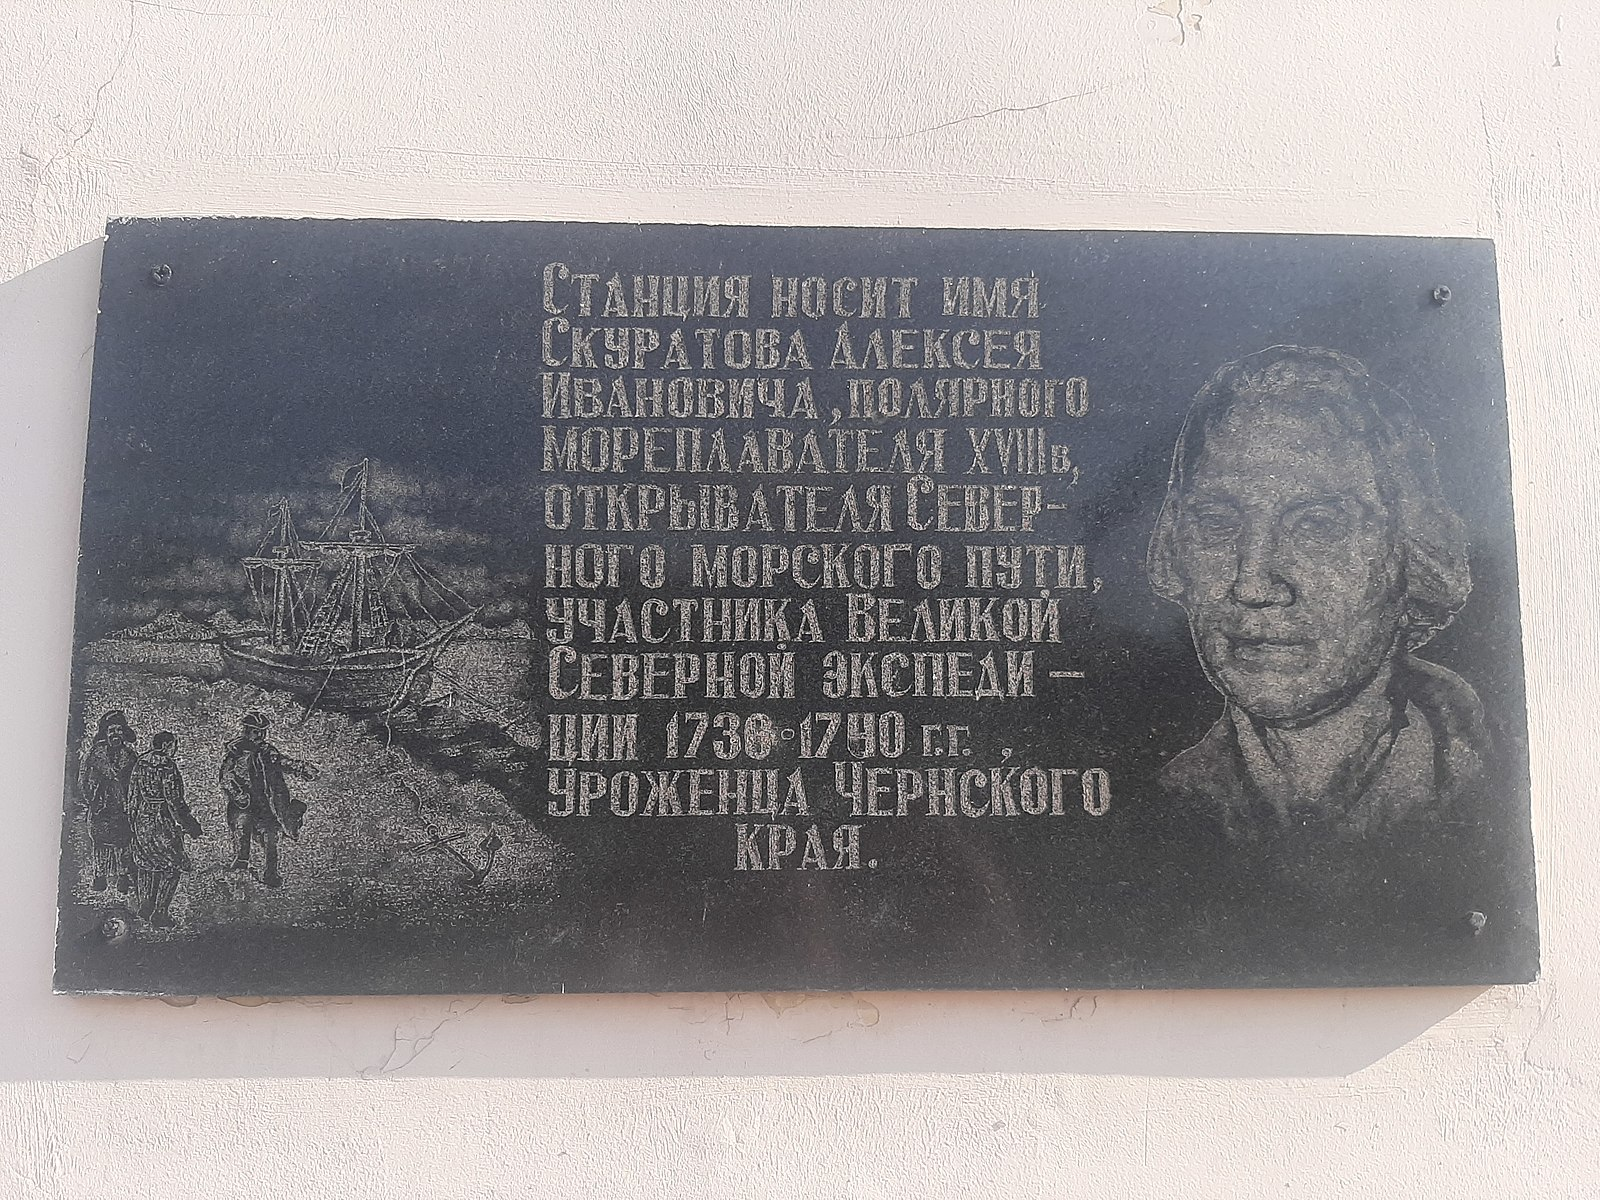 Станция носит имя
Скуратова Алексея
Ивановича, полярного
мореплавателя XVIII в,
открывателя Север-
ного морского пути,
участника Великой
Северной экспеди-
ции 1736-1740 г.г.,
уроженца Чернского
края.